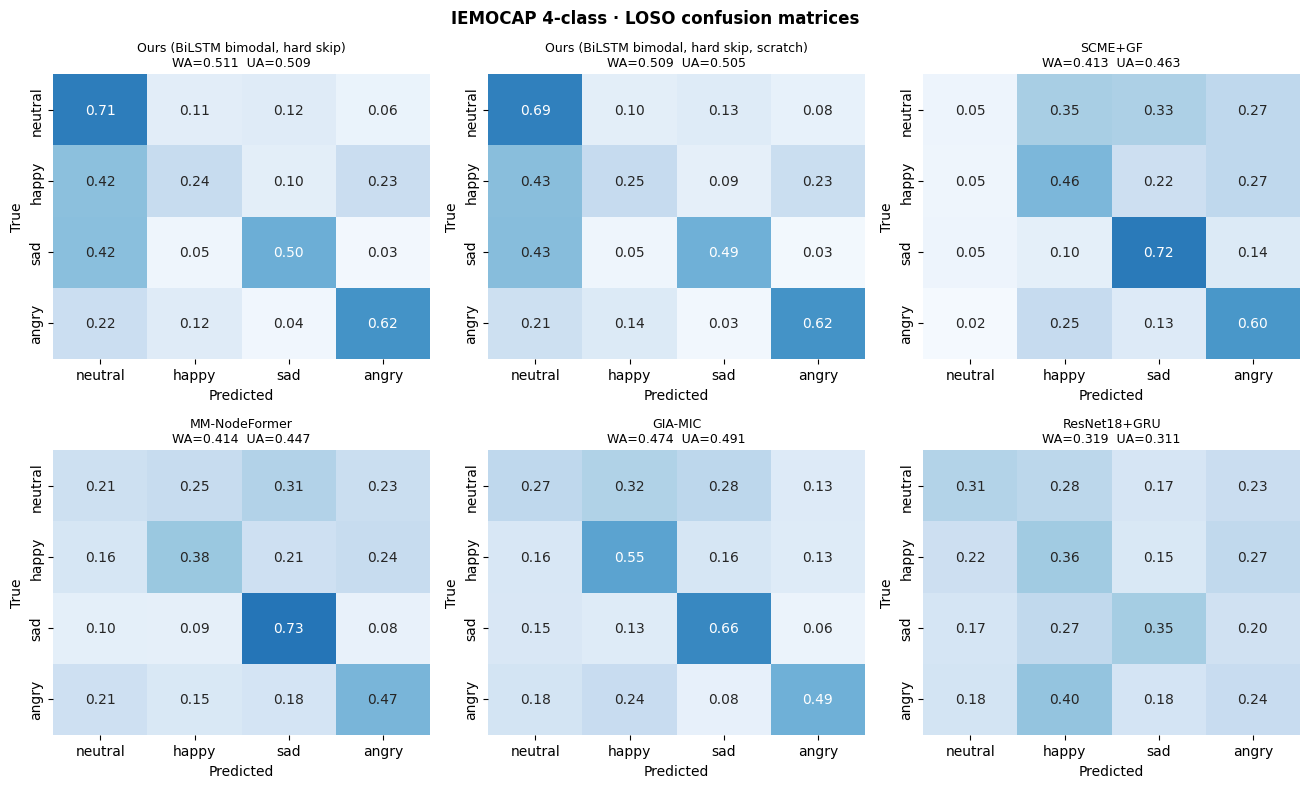 IEMOCAP 4-class · LOSO confusion matrices
Ours (BiLSTM bimodal, hard skip)
WA=0.511  UA=0.509
True
neutral 0.71 0.11 0.12 0.06
happy 0.42 0.24 0.10 0.23
sad 0.42 0.05 0.50 0.03
angry 0.22 0.12 0.04 0.62
neutral happy sad angry
Predicted
Ours (BiLSTM bimodal, hard skip, scratch)
WA=0.509  UA=0.505
True
neutral 0.69 0.10 0.13 0.08
happy 0.43 0.25 0.09 0.23
sad 0.43 0.05 0.49 0.03
angry 0.21 0.14 0.03 0.62
neutral happy sad angry
Predicted
SCME+GF
WA=0.413  UA=0.463
True
neutral 0.05 0.35 0.33 0.27
happy 0.05 0.46 0.22 0.27
sad 0.05 0.10 0.72 0.14
angry 0.02 0.25 0.13 0.60
neutral happy sad angry
Predicted
MM-NodeFormer
WA=0.414  UA=0.447
True
neutral 0.21 0.25 0.31 0.23
happy 0.16 0.38 0.21 0.24
sad 0.10 0.09 0.73 0.08
angry 0.21 0.15 0.18 0.47
neutral happy sad angry
Predicted
GIA-MIC
WA=0.474  UA=0.491
True
neutral 0.27 0.32 0.28 0.13
happy 0.16 0.55 0.16 0.13
sad 0.15 0.13 0.66 0.06
angry 0.18 0.24 0.08 0.49
neutral happy sad angry
Predicted
ResNet18+GRU
WA=0.319  UA=0.311
True
neutral 0.31 0.28 0.17 0.23
happy 0.22 0.36 0.15 0.27
sad 0.17 0.27 0.35 0.20
angry 0.18 0.40 0.18 0.24
neutral happy sad angry
Predicted